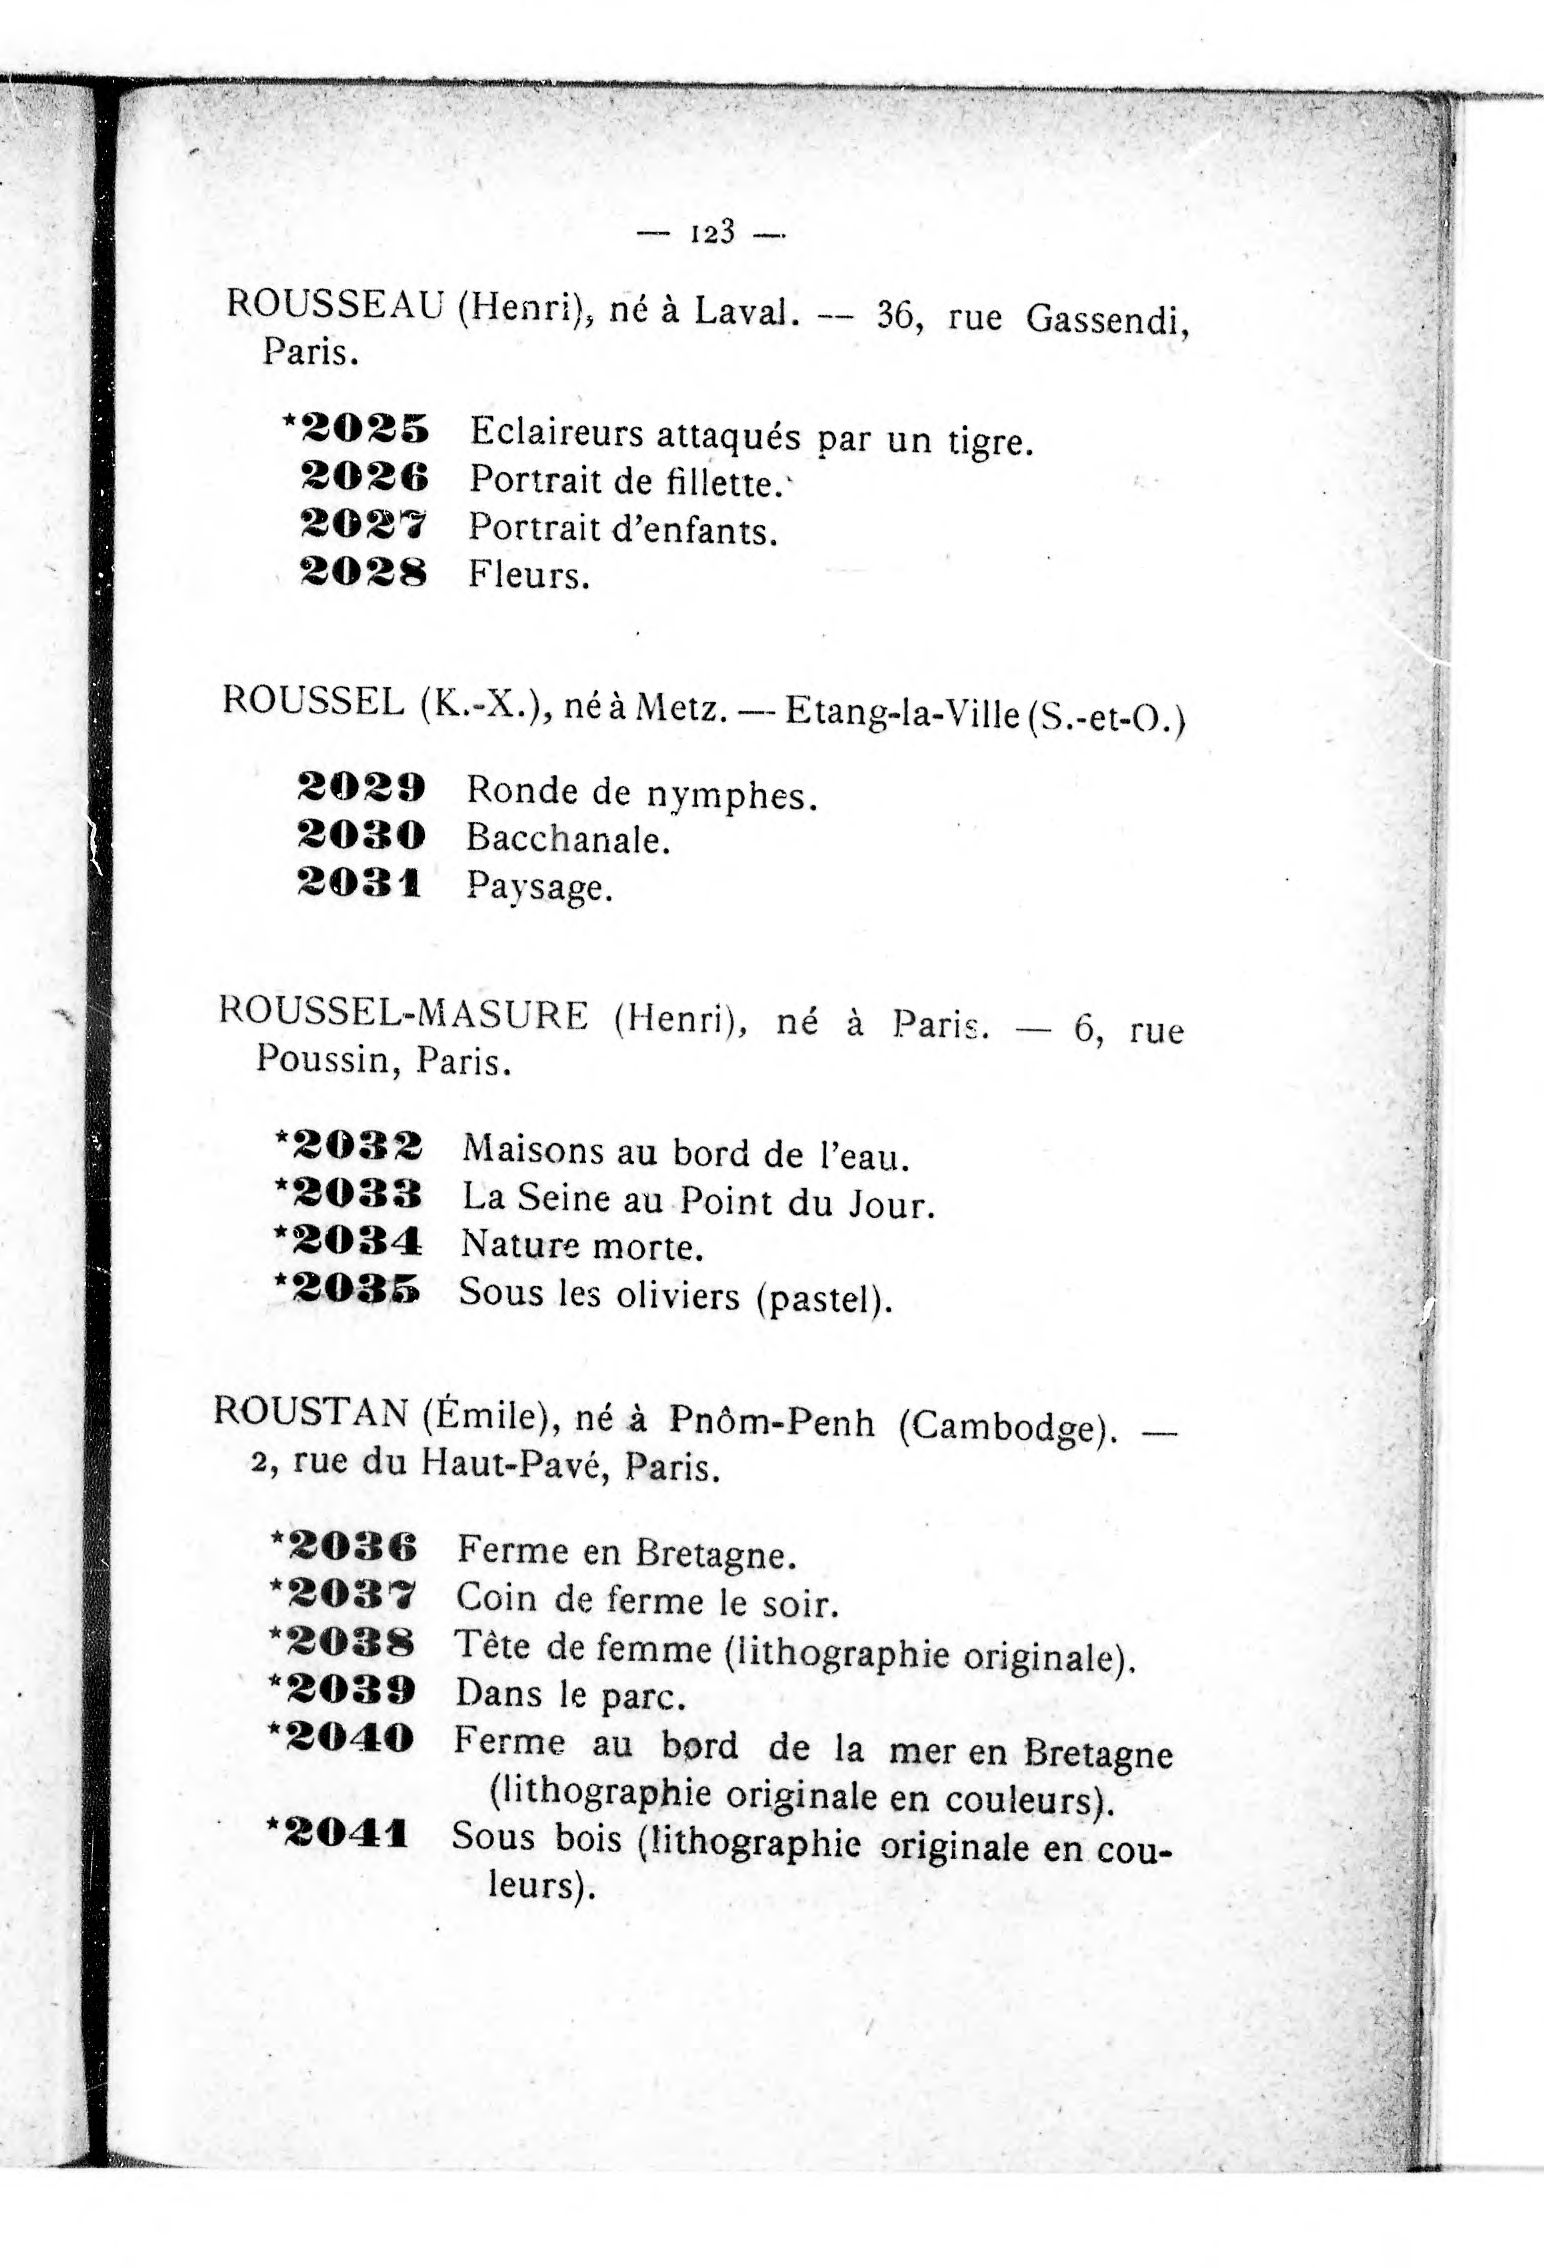 — 123 —
ROUSSEAU (Henri), né à Laval. — 36, rue Gassendi,
Paris.
*2025 Eclaireurs attaqués par un tigre.
2026 Portrait de fillette.
2027 Portrait d'enfants.
2028 Fleurs.
ROUSSEL (K.-X.), né à Metz. — Etang-la-Ville (S.-et-O.)
2029 Ronde de nymphes.
2030 Bacchanale.
2031 Paysage.
ROUSSEL-MASURE (Henri), né à Paris. — 6, rue
Poussin, Paris.
*2032 Maisons au bord de l'eau.
*2033 La Seine au Point du Jour.
*2034 Nature morte.
*2035 Sous les oliviers (pastel).
ROUSTAN (Émile), né à Pnôm-Penh (Cambodge). —
2, rue du Haut-Pavé, Paris.
*2036 Ferme en Bretagne.
*2037 Coin de ferme le soir.
*2038 Tête de femme (lithographie originale).
*2039 Dans le parc.
*2040 Ferme au bord de la mer en Bretagne
(lithographie originale en couleurs).
*2041 Sous bois (lithographie originale en cou-
leurs).